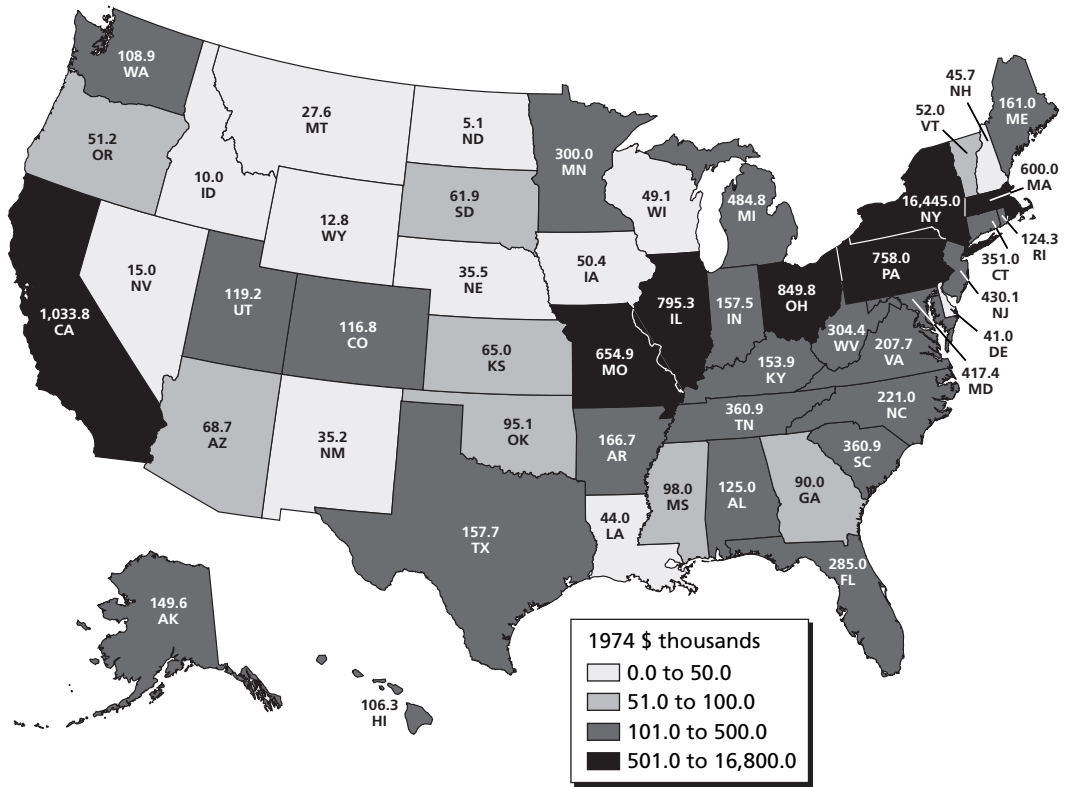 108.9
WA
51.2
OR
1,033.8
CA
15.0
NV
10.0
ID
27.6
MT
12.8
WY
119.2
UT
116.8
CO
68.7
AZ
35.2
NM
5.1
ND
61.9
SD
35.5
NE
65.0
KS
95.1
OK
157.7
TX
300.0
MN
50.4
IA
654.9
MO
166.7
AR
44.0
LA
49.1
WI
795.3
IL
484.8
MI
157.5
IN
849.8
OH
153.9
KY
360.9
TN
98.0
MS
125.0
AL
90.0
GA
285.0
FL
360.9
SC
221.0
NC
207.7
VA
304.4
WV
758.0
PA
16,445.0
NY
52.0
VT
45.7
NH
161.0
ME
600.0
MA
124.3
RI
351.0
CT
430.1
NJ
41.0
DE
417.4
MD
149.6
AK
106.3
HI
1974 $ thousands
0.0 to 50.0
51.0 to 100.0
101.0 to 500.0
501.0 to 16,800.0